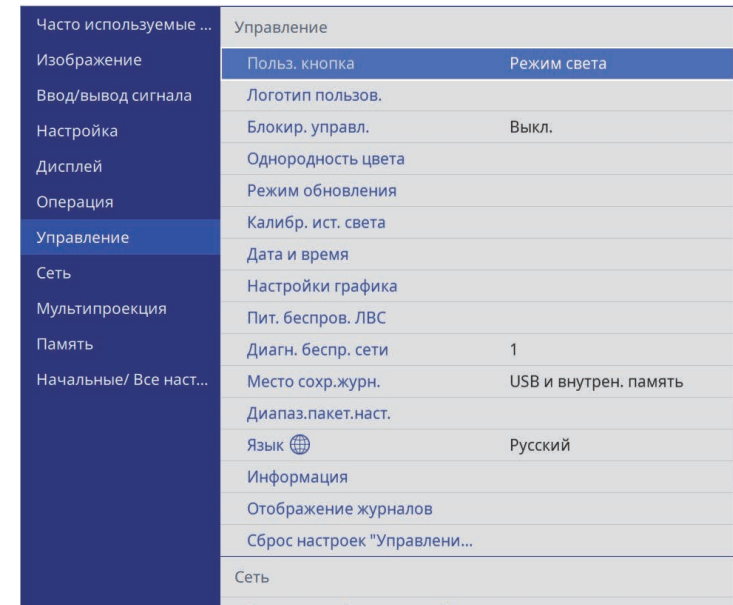 Часто используемые ...
Изображение
Ввод/вывод сигнала
Настройка
Дисплей
Операция
Управление
Сеть
Мультипроекция
Память
Начальные/ Все наст...
Управление
Польз. кнопка Режим света
Логотип пользов.
Блокир. управл. Выкл.
Однородность цвета
Режим обновления
Калибр. ист. света
Дата и время
Настройки графика
Пит. беспров. ЛВС
Диагн. беспр. сети 1
Место сохр.журн. USB и внутрен. память
Диапаз.пакет.наст.
Язык Русский
Информация
Отображение журналов
Сброс настроек "Управлени...
Сеть